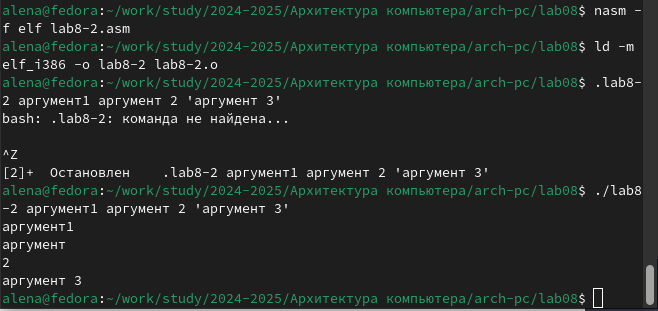 alena@fedora:~/work/study/2024-2025/Архитектура компьютера/arch-pc/lab08$ nasm -
f elf lab8-2.asm
alena@fedora:~/work/study/2024-2025/Архитектура компьютера/arch-pc/lab08$ ld -m
elf_i386 -o lab8-2 lab8-2.o
alena@fedora:~/work/study/2024-2025/Архитектура компьютера/arch-pc/lab08$ .lab8-
2 аргумент1 аргумент 2 'аргумент 3'
bash: .lab8-2: команда не найдена...
^Z
[2]+  Остановлен    .lab8-2 аргумент1 аргумент 2 'аргумент 3'
alena@fedora:~/work/study/2024-2025/Архитектура компьютера/arch-pc/lab08$ ./lab8
-2 аргумент1 аргумент 2 'аргумент 3'
аргумент1
аргумент
2
аргумент 3
alena@fedora:~/work/study/2024-2025/Архитектура компьютера/arch-pc/lab08$